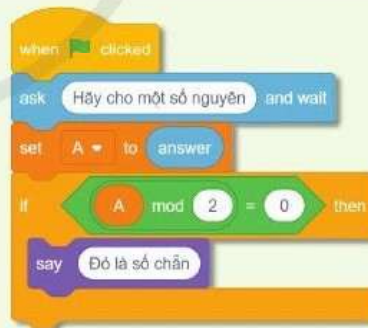 when clicked
ask Hãy cho một số nguyên and wait
set A to answer
if A mod 2 = 0 then
say Đó là số chẵn